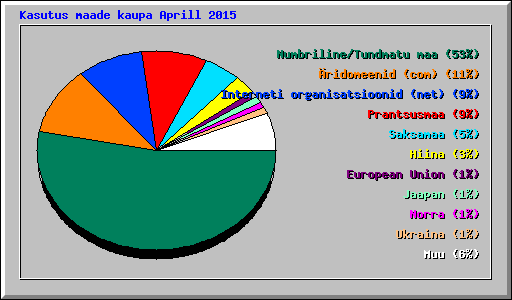 Kasutus maade kaupa Aprill 2015
Numbriline/Tundmatu maa (53%)
Äridomeenid (com) (11%)
Interneti organisatsioonid (net) (9%)
Prantsusmaa (9%)
Saksamaa (5%)
Hiina (3%)
European Union (1%)
Jaapan (1%)
Norra (1%)
Ukraina (1%)
Muu (6%)